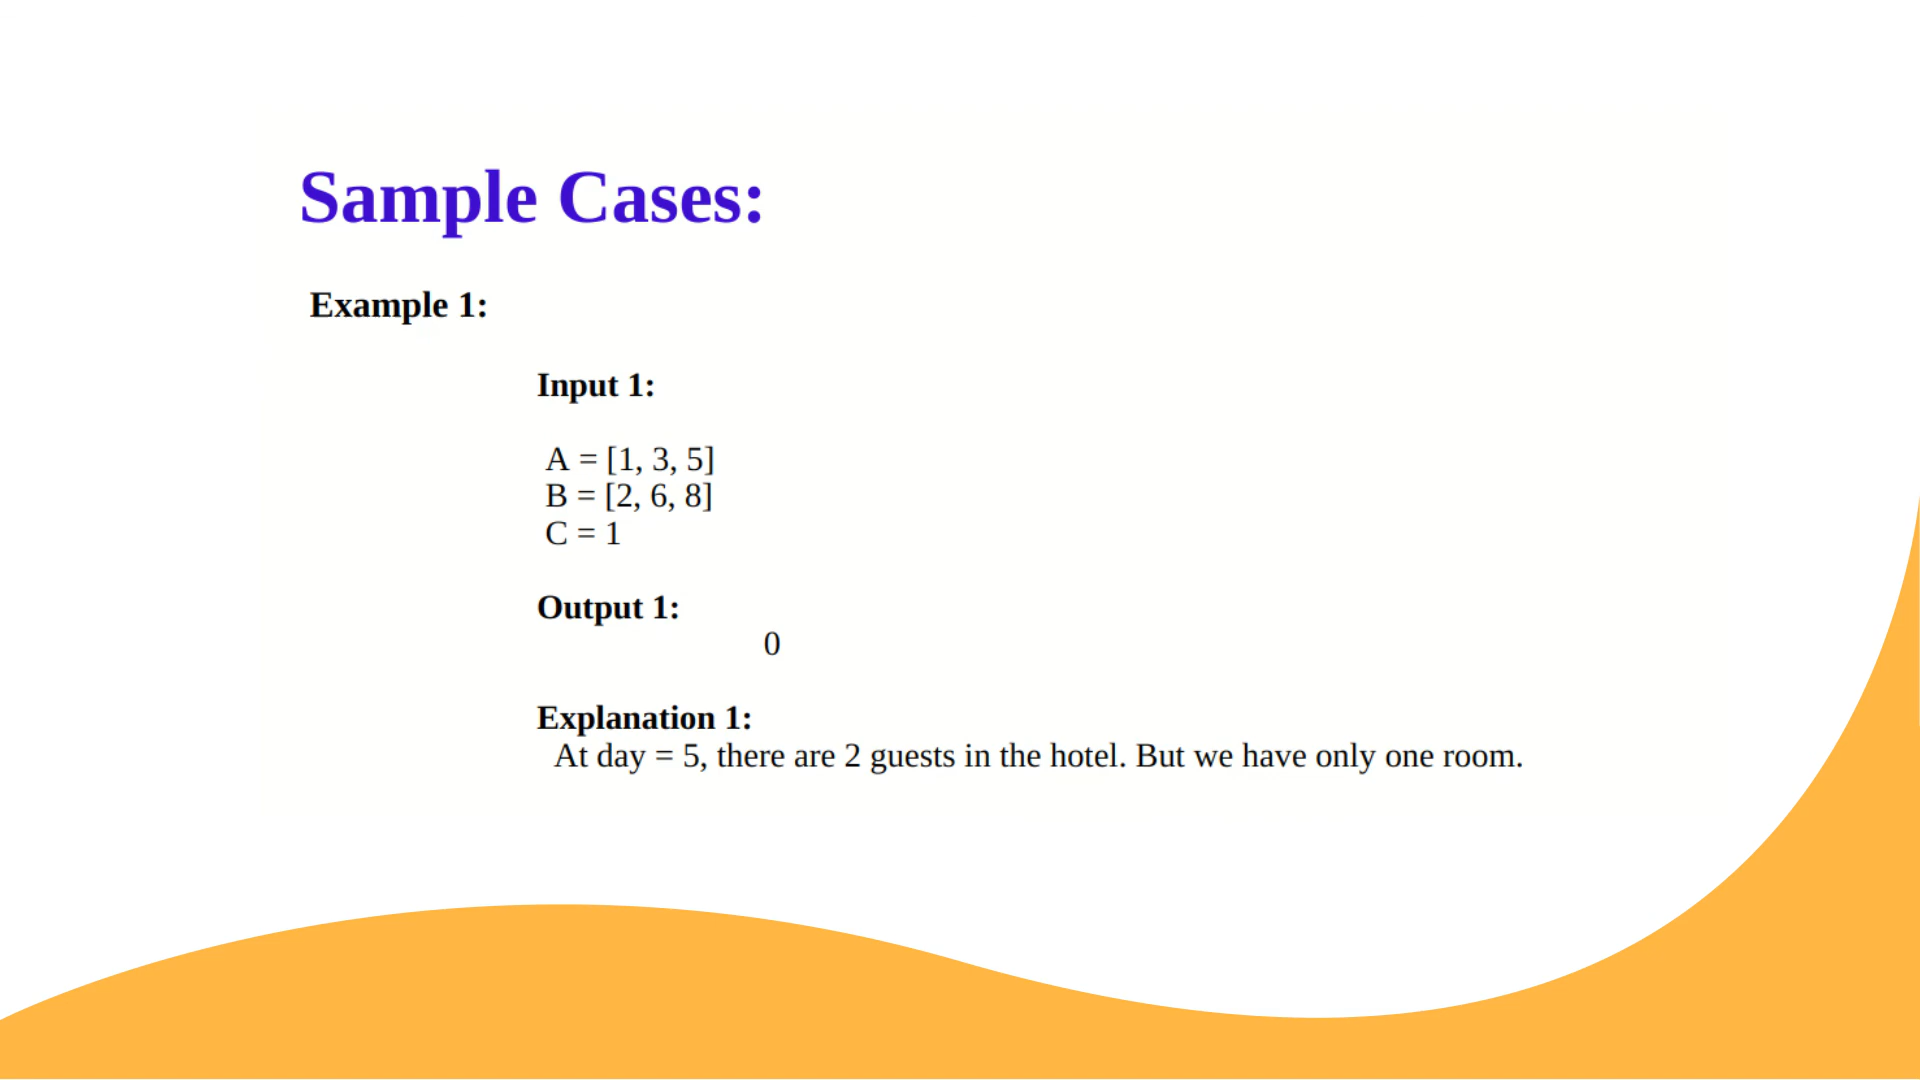 Sample Cases:
Example 1:
Input 1:
A = [1, 3, 5]
B = [2, 6, 8]
C = 1
Output 1:
0
Explanation 1:
At day = 5, there are 2 guests in the hotel. But we have only one room.